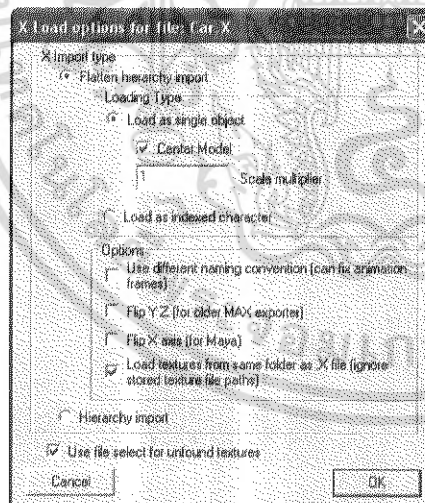 X Load options for file: Car.X
X Import type
Flatten hierarchy import
Loading Type
Load as single object
Center Model
1
Scale multiplier
Load as indexed character
Options
Use different naming convention (can fix animation
frames)
Flip Y Z (for older MAX exporter)
Flip X axis (for Maya)
Load textures from same folder as .X file (ignore
stored texture file paths)
Hierarchy import
Use file select for unfound textures
Cancel
OK